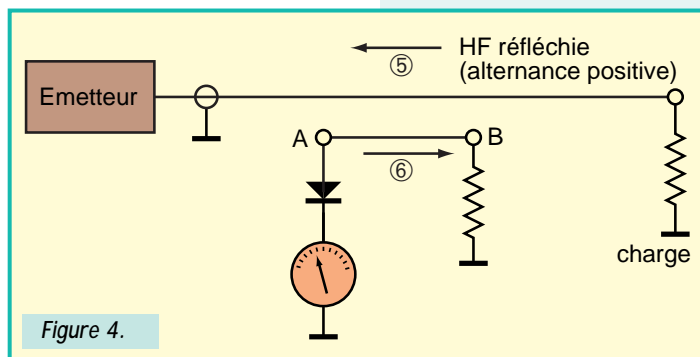 HF réfléchie
⑤
(alternance positive)
Emetteur
A
B
⑥
charge
Figure 4.